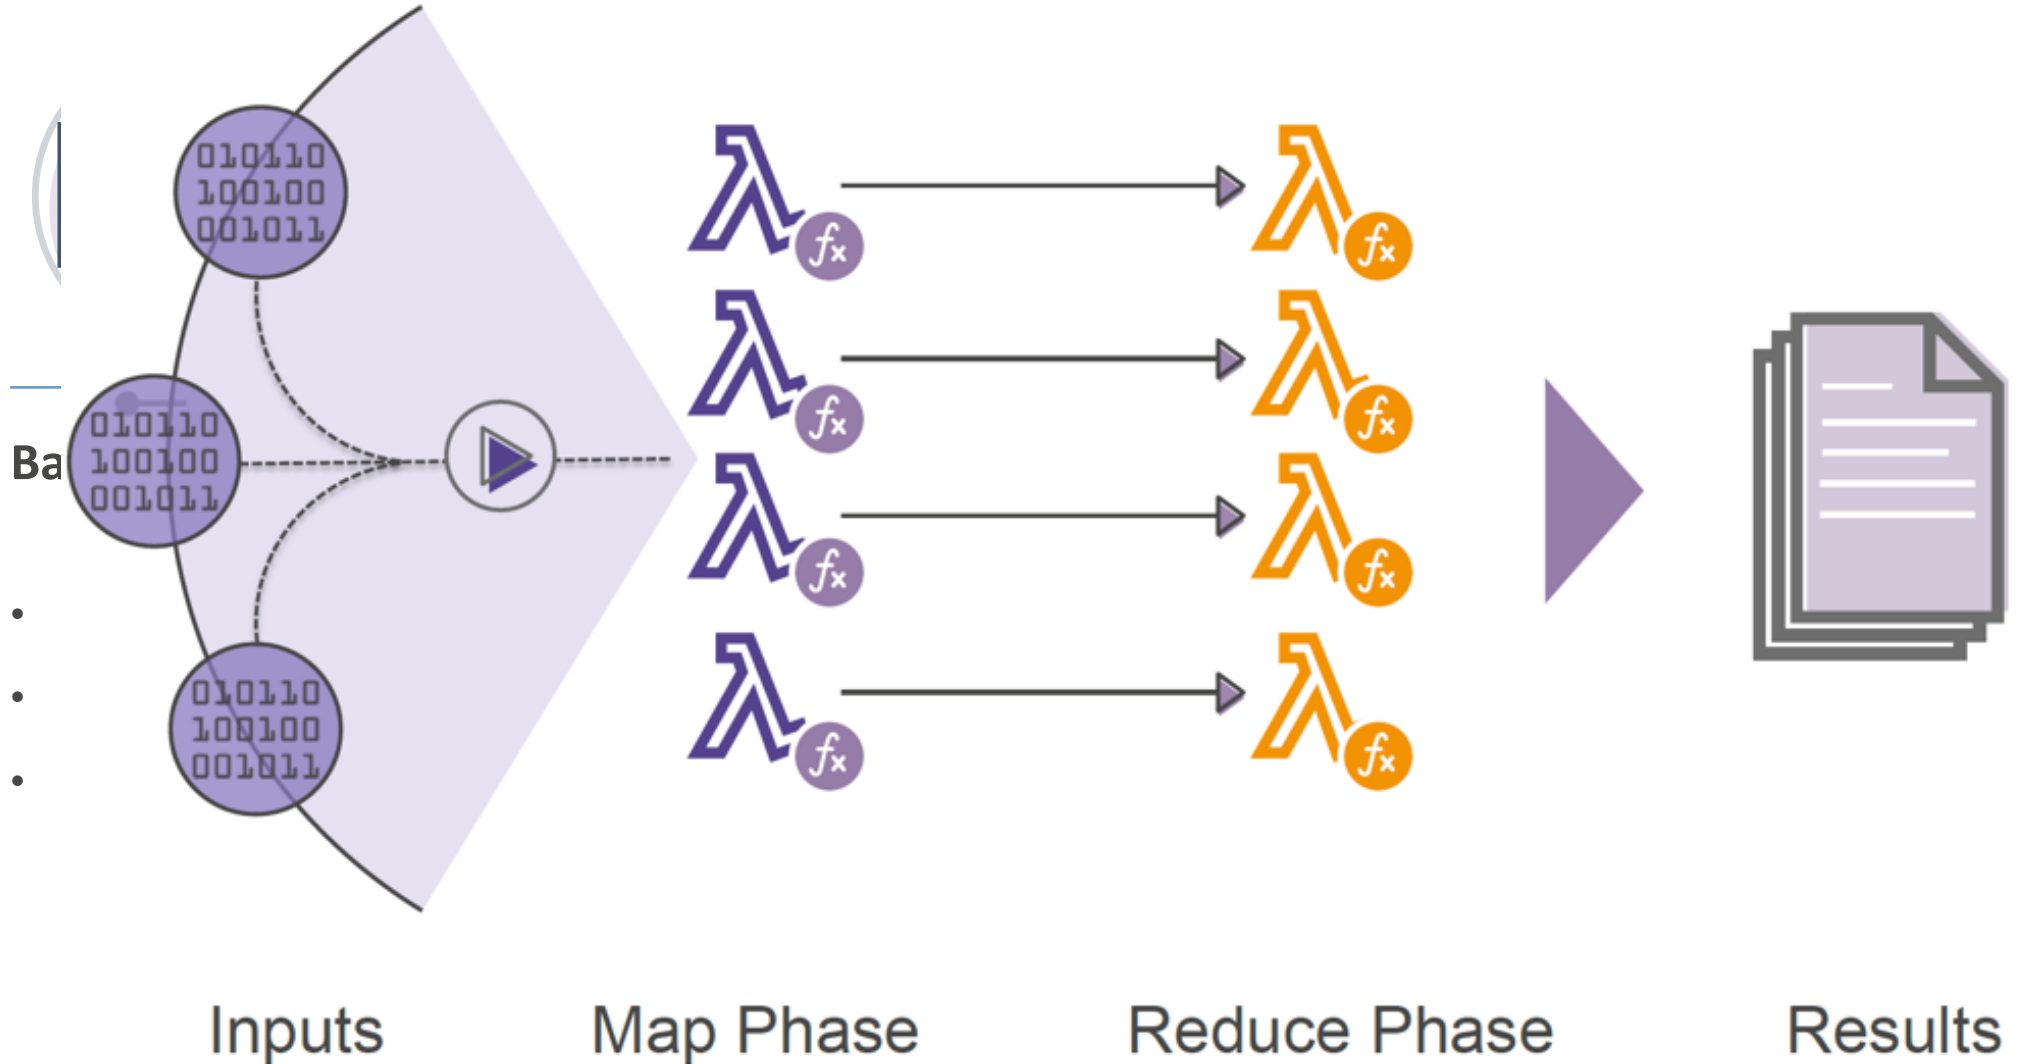 010110
100100
001011
010110
100100
001011
Ba
010110
100100
001011
•
•
•
fx
fx
fx
fx
fx
fx
fx
fx
Inputs
Map Phase
Reduce Phase
Results